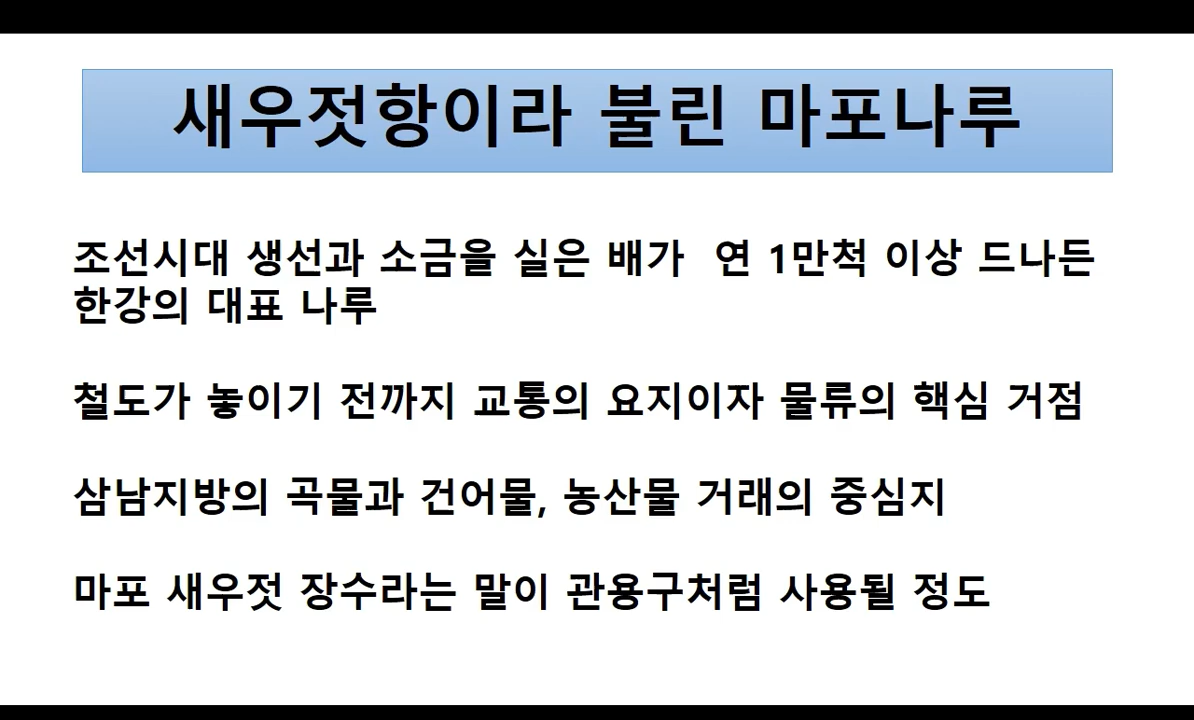 새우젓항이라 불린 마포나루
조선시대 생선과 소금을 실은 배가 연 1만척 이상 드나든
한강의 대표 나루
철도가 놓이기 전까지 교통의 요지이자 물류의 핵심 거점
삼남지방의 곡물과 건어물, 농산물 거래의 중심지
마포 새우젓 장수라는 말이 관용구처럼 사용될 정도